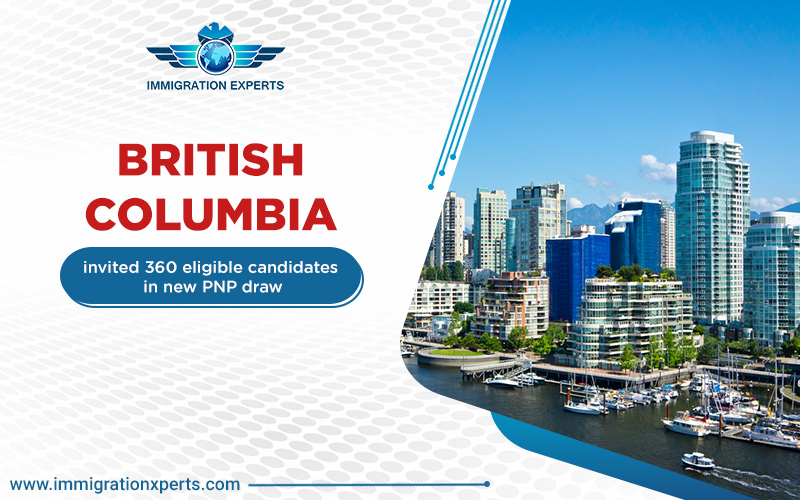 IMMIGRATION EXPERTS
BRITISH
COLUMBIA
invited 360 eligible candidates
in new PNP draw
www.immigrationxperts.com